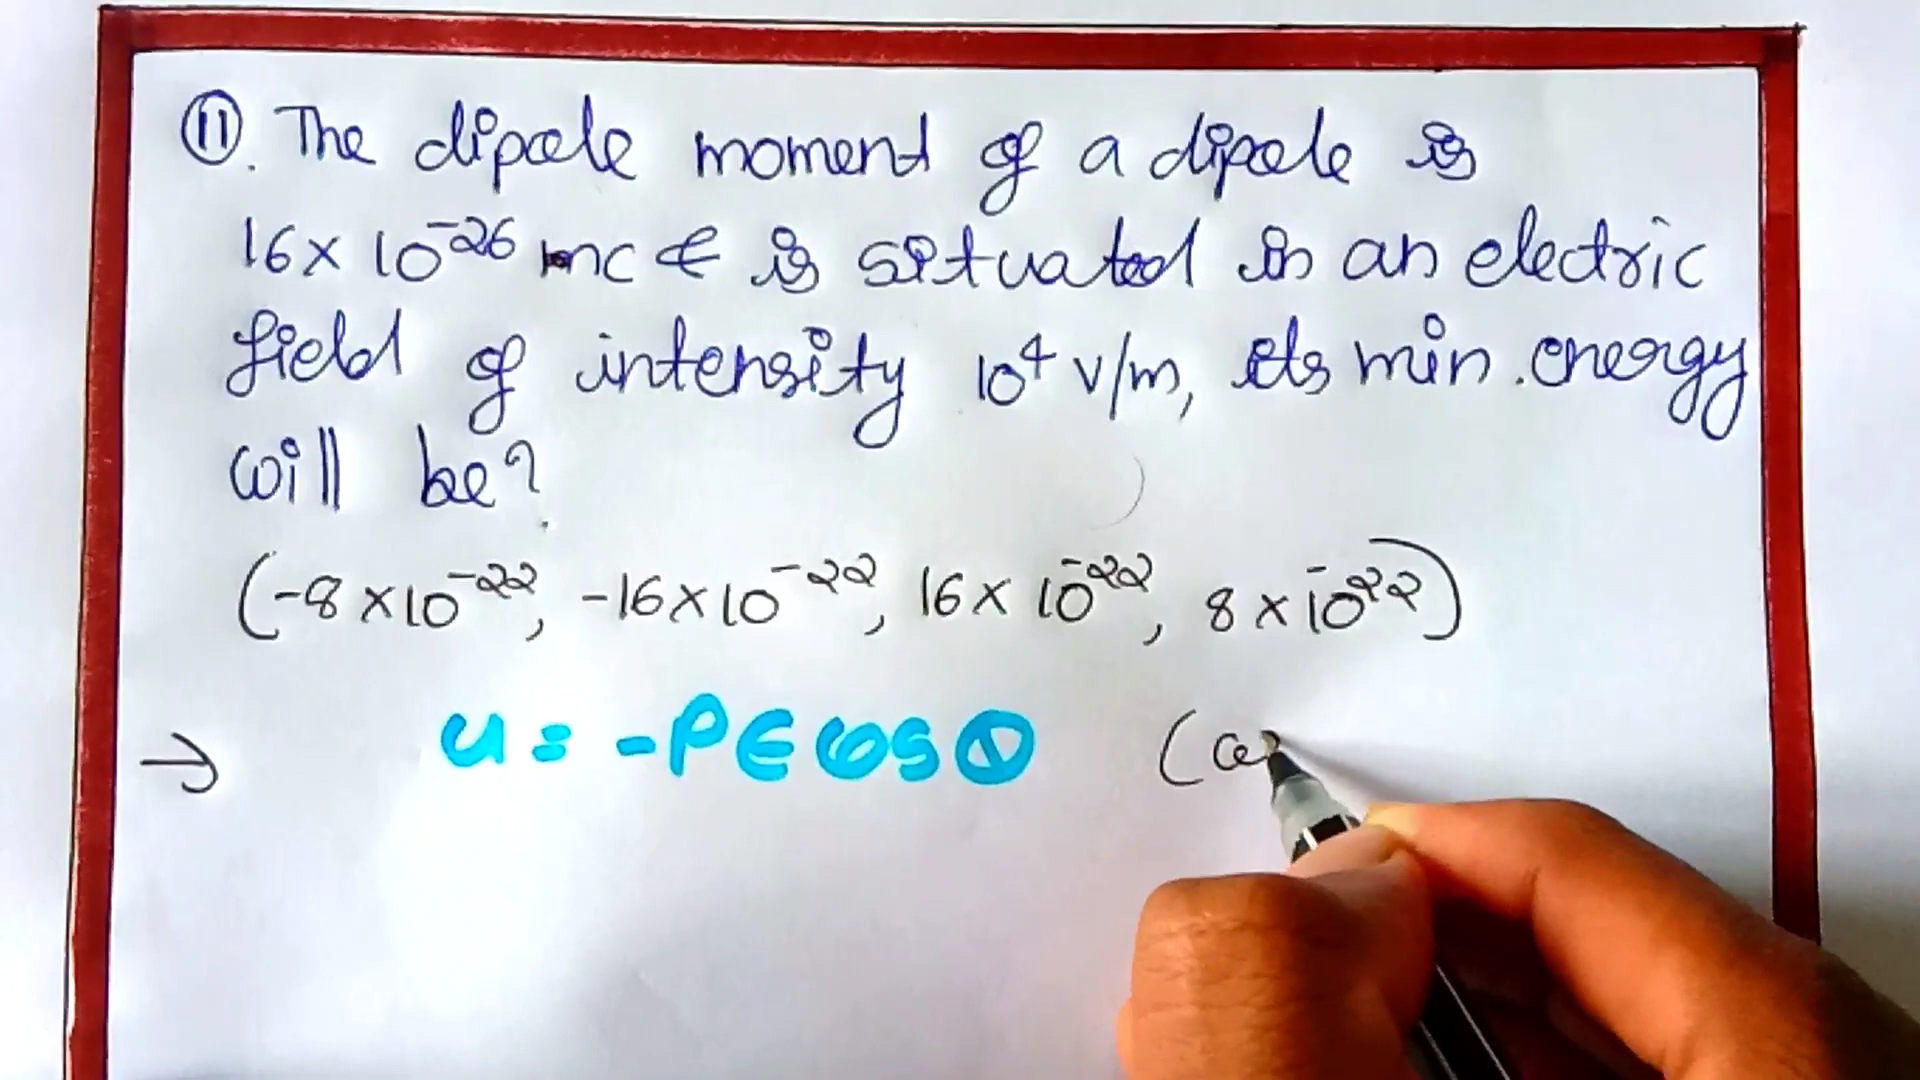 ⑪. The dipole moment of a dipole is
16 × 10⁻²⁶ mc & is situated in an electric
field of intensity 10⁴ v/m, its min. energy
will be?
(-8 × 10⁻²², -16 × 10⁻²², 16 × 10⁻²², 8 × 10⁻²²)
→ u = -PE cos θ (